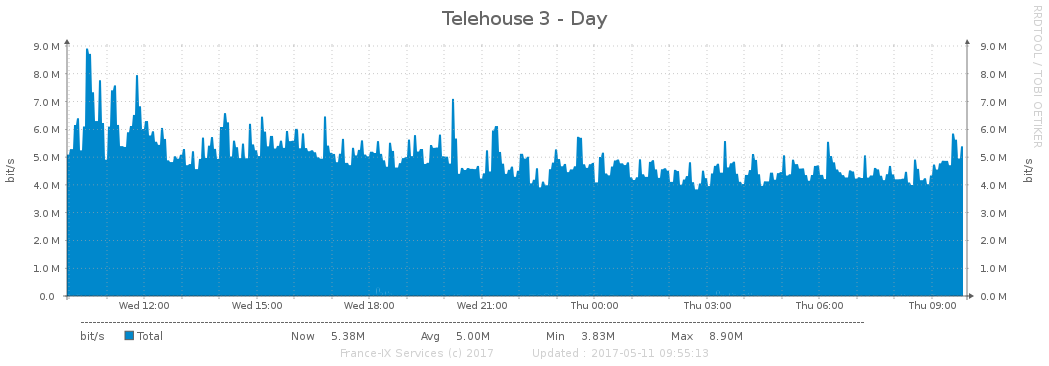 Telehouse 3 - Day
RRDTOOL / TOBI OETIKER
bit/s
9.0 M 9.0 M
8.0 M 8.0 M
7.0 M 7.0 M
6.0 M 6.0 M
5.0 M 5.0 M
4.0 M 4.0 M
3.0 M 3.0 M
2.0 M 2.0 M
1.0 M 1.0 M
0.0 0.0 M
bit/s
Wed 12:00 Wed 15:00 Wed 18:00 Wed 21:00 Thu 00:00 Thu 03:00 Thu 06:00 Thu 09:00
bit/s Total Now 5.38M Avg 5.00M Min 3.83M Max 8.90M
France-IX Services (c) 2017 Updated : 2017-05-11 09:55:13